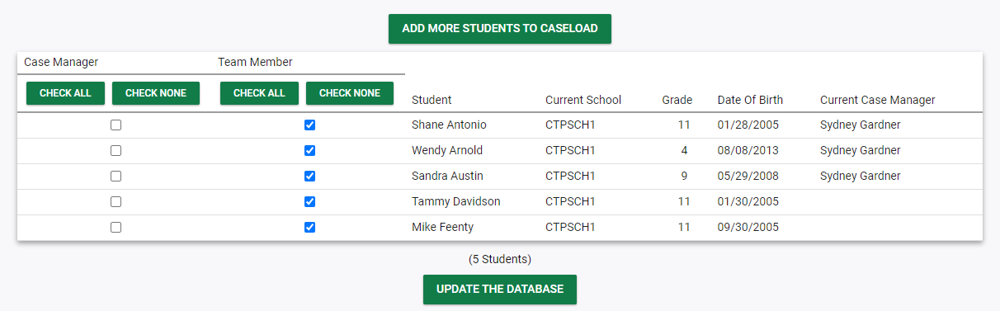 ADD MORE STUDENTS TO CASELOAD
Case Manager Team Member
CHECK ALL CHECK NONE CHECK ALL CHECK NONE
Student Current School Grade Date Of Birth Current Case Manager
Shane Antonio CTPSCH1 11 01/28/2005 Sydney Gardner
Wendy Arnold CTPSCH1 4 08/08/2013 Sydney Gardner
Sandra Austin CTPSCH1 9 05/29/2008 Sydney Gardner
Tammy Davidson CTPSCH1 11 01/30/2005
Mike Feenty CTPSCH1 11 09/30/2005
(5 Students)
UPDATE THE DATABASE